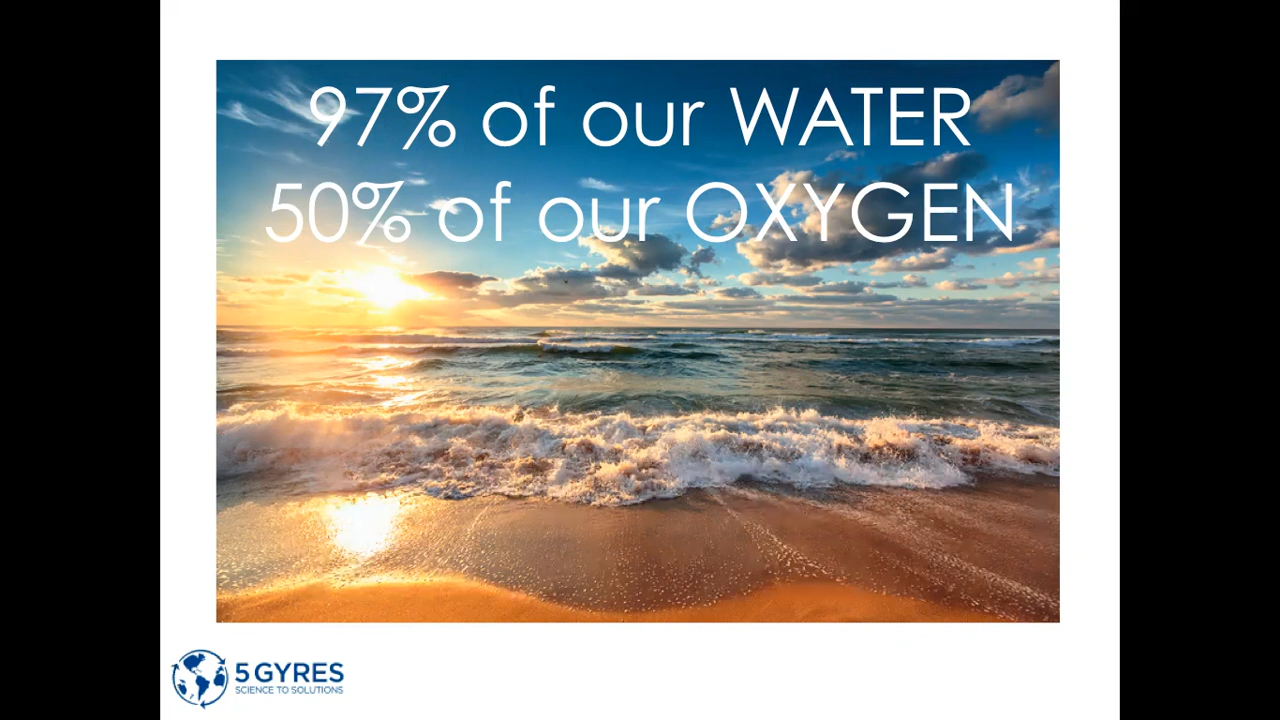 97% of our WATER
50% of our OXYGEN
5 GYRES
SCIENCE TO SOLUTIONS